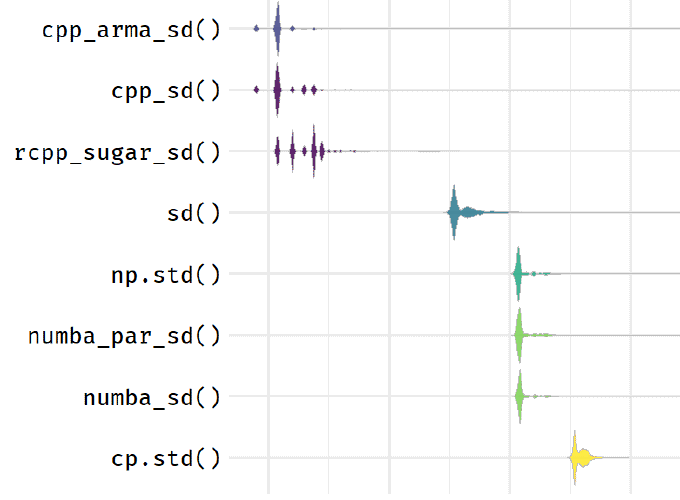 cpp_arma_sd()
cpp_sd()
rcpp_sugar_sd()
sd()
np.std()
numba_par_sd()
numba_sd()
cp.std()